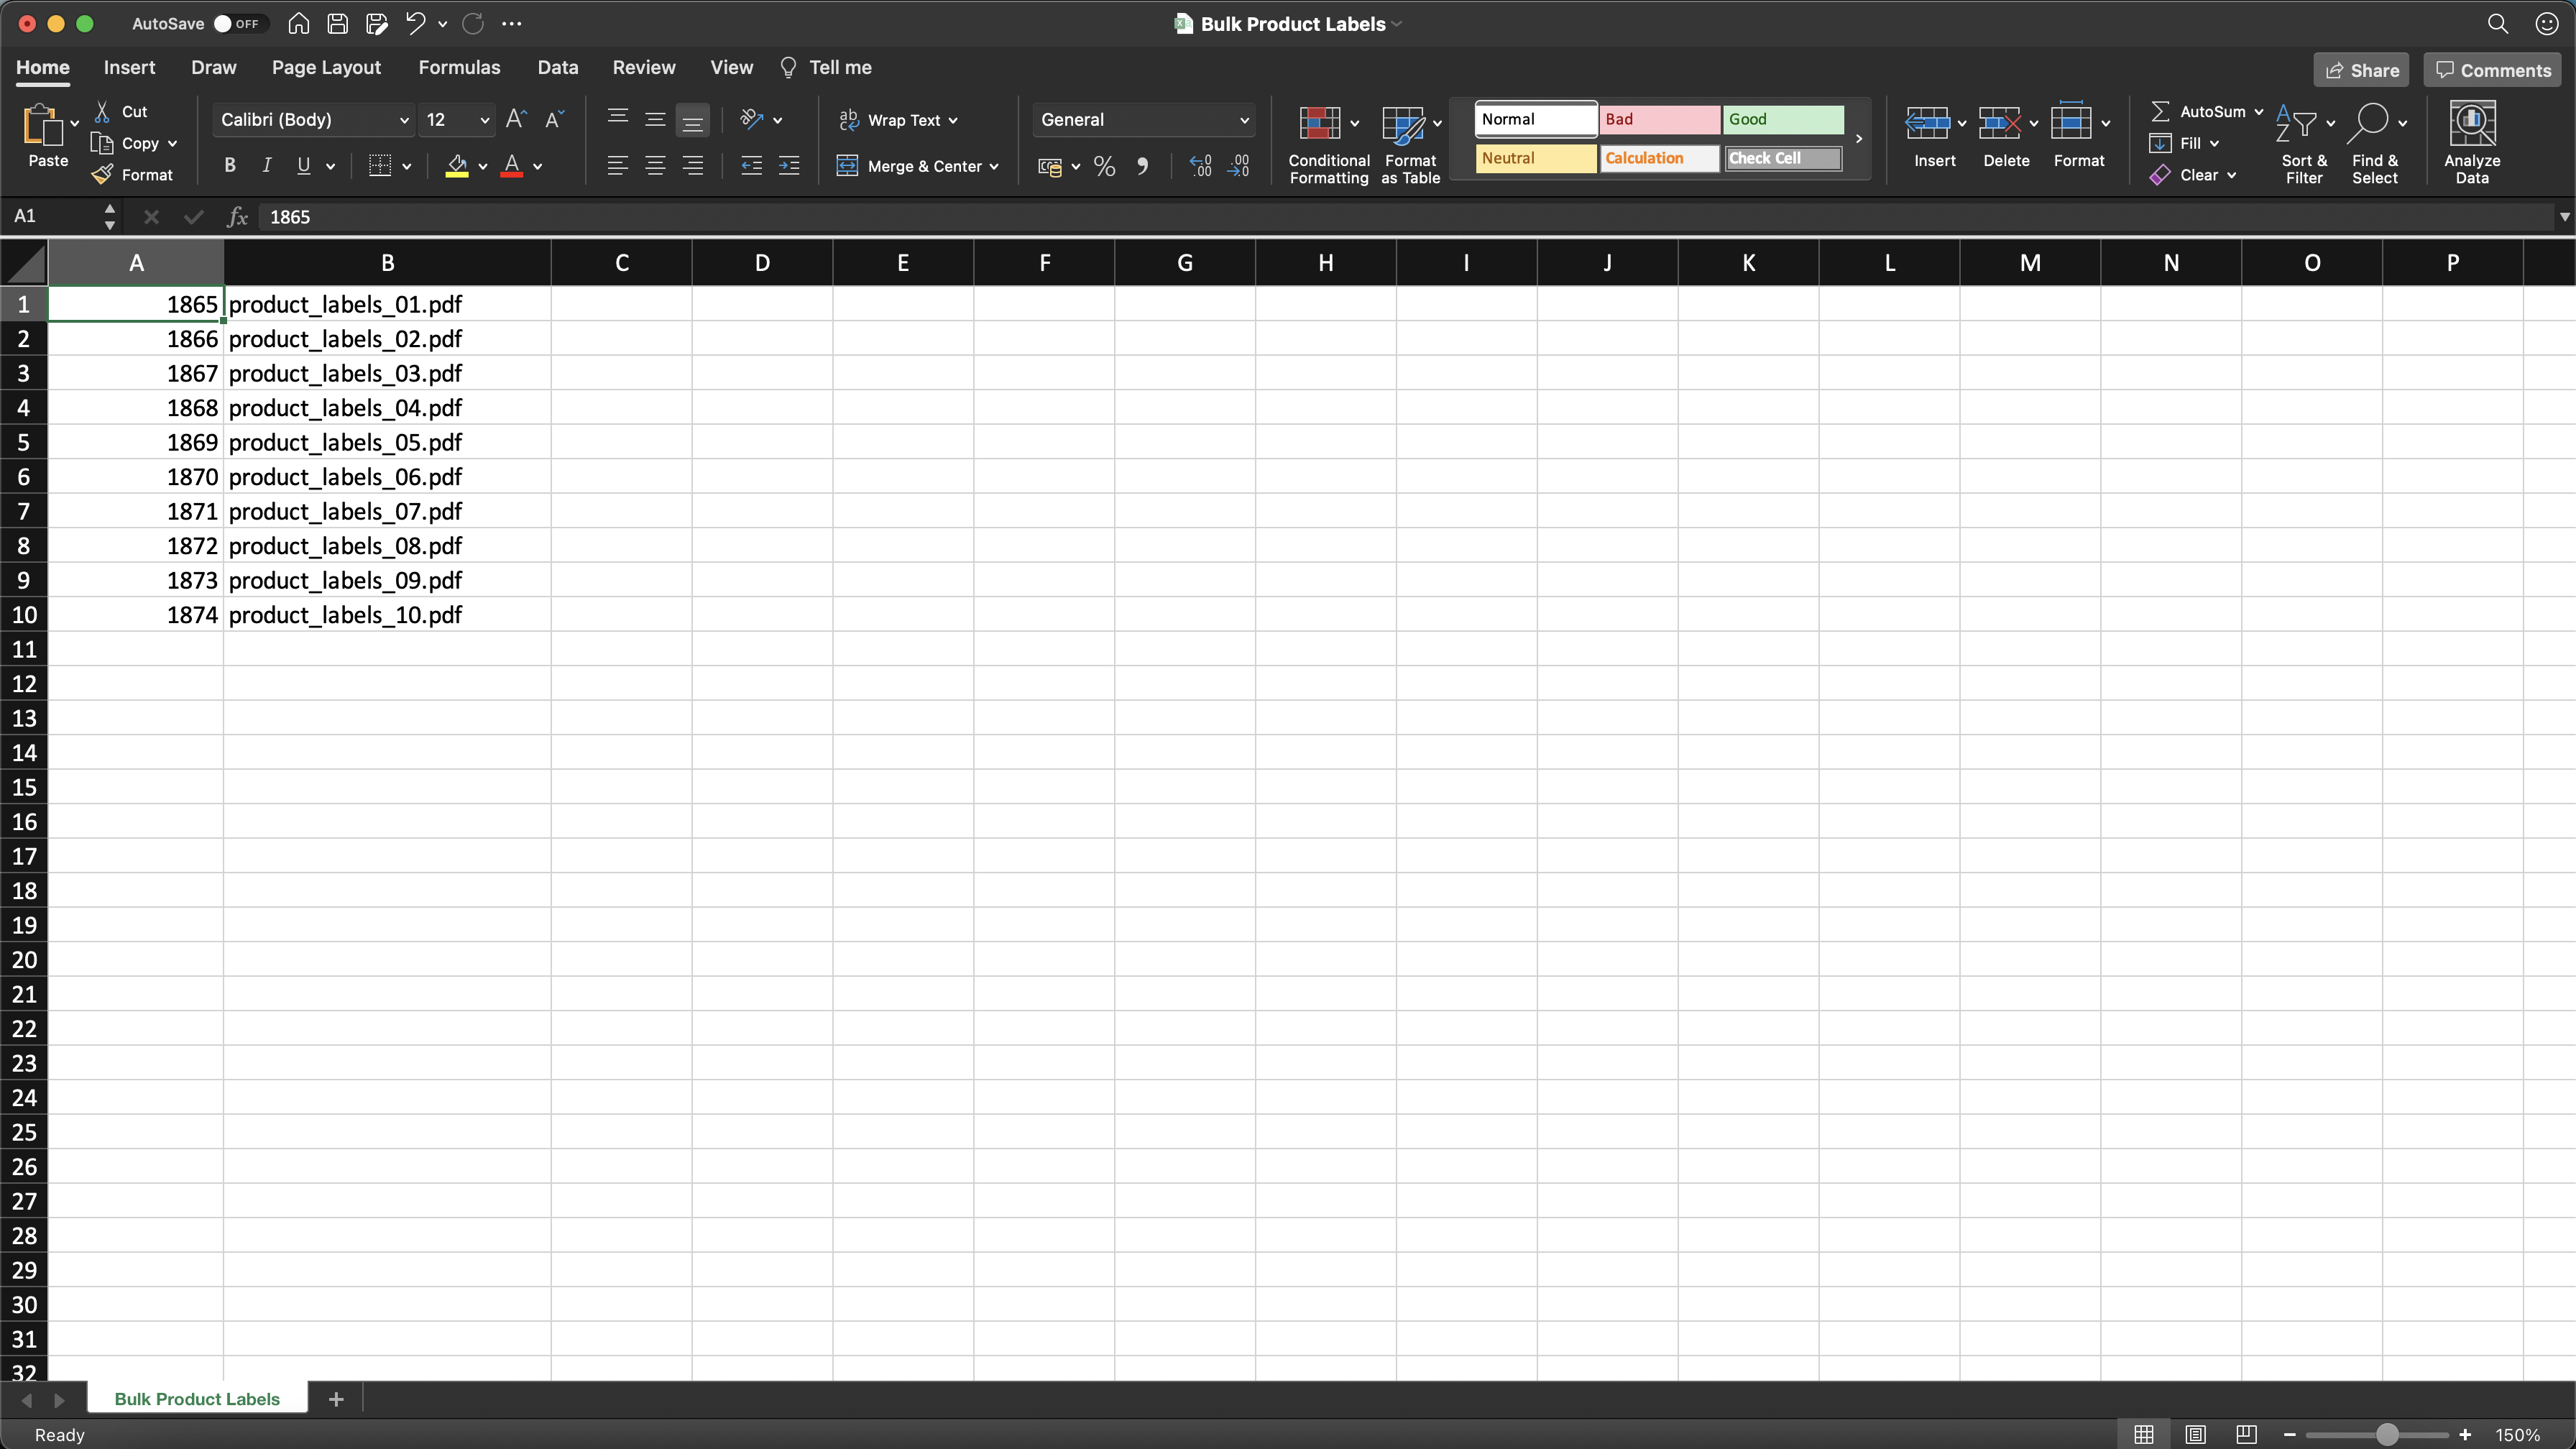 AutoSave OFF Bulk Product Labels
Home Insert Draw Page Layout Formulas Data Review View Tell me Share Comments
Paste Cut Copy Format
Calibri (Body) 12
B I U A
Wrap Text
Merge & Center
General
Conditional Formatting
Format as Table
Normal Bad Good
Neutral Calculation Check Cell
Insert Delete Format
AutoSum
Fill
Clear
Sort & Filter
Find & Select
Analyze Data
A1 fx 1865
A B C D E F G H I J K L M N O P
1 1865 product_labels_01.pdf
2 1866 product_labels_02.pdf
3 1867 product_labels_03.pdf
4 1868 product_labels_04.pdf
5 1869 product_labels_05.pdf
6 1870 product_labels_06.pdf
7 1871 product_labels_07.pdf
8 1872 product_labels_08.pdf
9 1873 product_labels_09.pdf
10 1874 product_labels_10.pdf
11
12
13
14
15
16
17
18
19
20
21
22
23
24
25
26
27
28
29
30
31
32
Bulk Product Labels +
Ready 150%